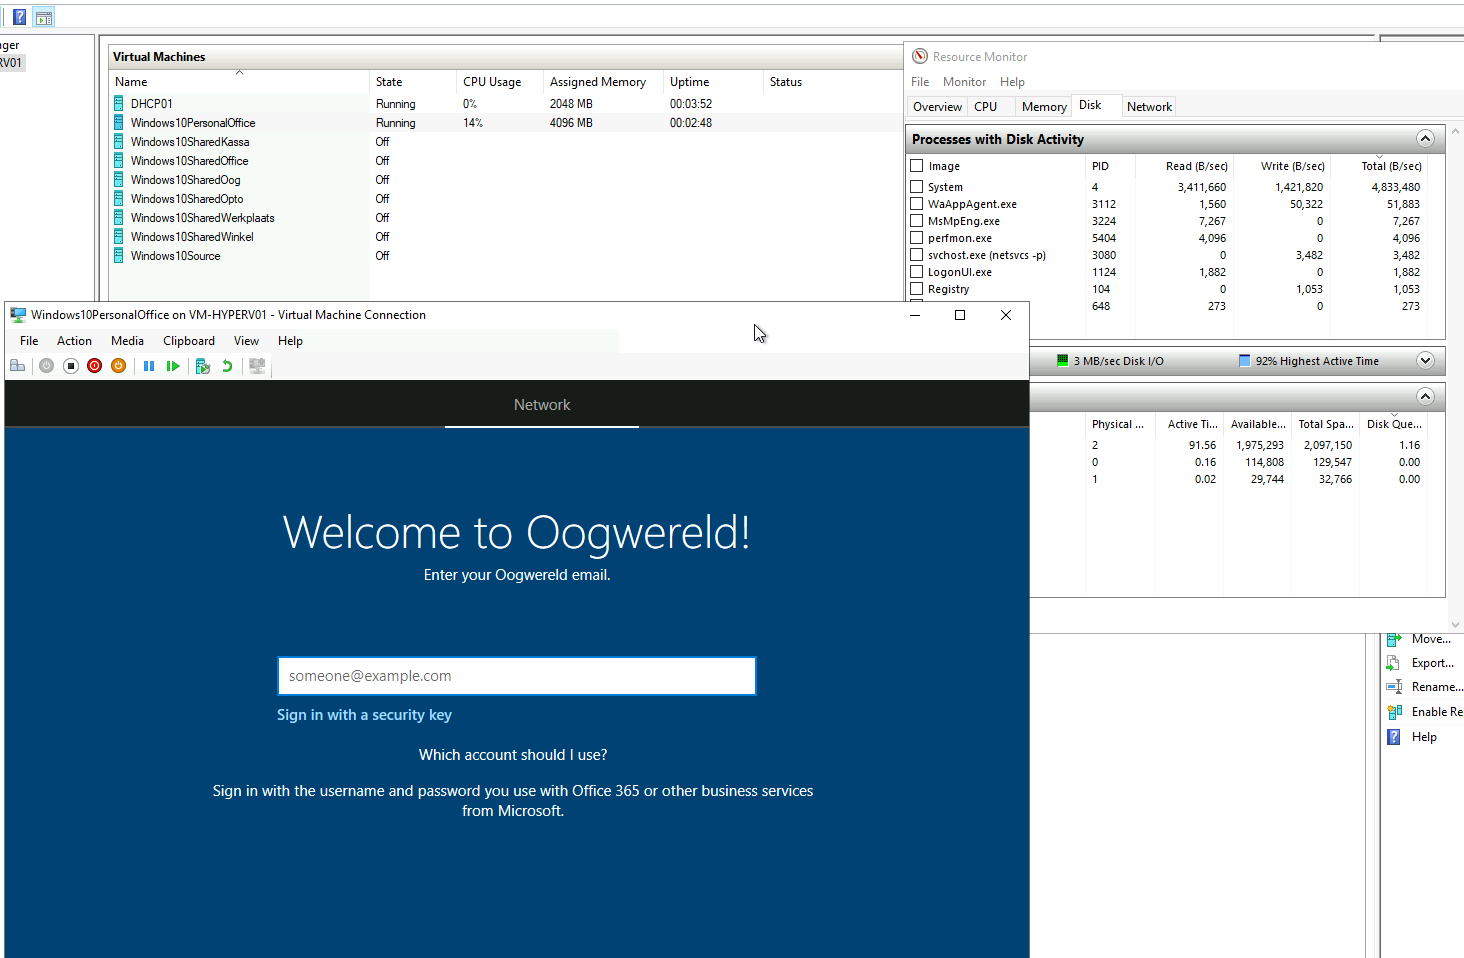 ager
RV01
Virtual Machines
Name State CPU Usage Assigned Memory Uptime Status
DHCP01 Running 0% 2048 MB 00:03:52
Windows10PersonalOffice Running 14% 4096 MB 00:02:48
Windows10SharedKassa Off
Windows10SharedOffice Off
Windows10SharedOog Off
Windows10SharedOpto Off
Windows10SharedWerkplaats Off
Windows10SharedWinkel Off
Windows10Source Off
Resource Monitor
File Monitor Help
Overview CPU Memory Disk Network
Processes with Disk Activity
Image PID Read (B/sec) Write (B/sec) Total (B/sec)
System 4 3,411,660 1,421,820 4,833,480
WaAppAgent.exe 3112 1,560 50,322 51,883
MsMpEng.exe 3224 7,267 0 7,267
perfmon.exe 5404 4,096 0 4,096
svchost.exe (netsvcs -p) 3080 0 3,482 3,482
LogonUI.exe 1124 1,882 0 1,882
Registry 104 0 1,053 1,053
648 273 0 273
3 MB/sec Disk I/O 92% Highest Active Time
Physical ... Active Ti... Available... Total Spa... Disk Que...
2 91.56 1,975,293 2,097,150 1.16
0 0.16 114,808 129,547 0.00
1 0.02 29,744 32,766 0.00
Windows10PersonalOffice on VM-HYPERV01 - Virtual Machine Connection
File Action Media Clipboard View Help
Network
Welcome to Oogwereld!
Enter your Oogwereld email.
someone@example.com
Sign in with a security key
Which account should I use?
Sign in with the username and password you use with Office 365 or other business services
from Microsoft.
Move...
Export...
Rename...
Enable Re
Help